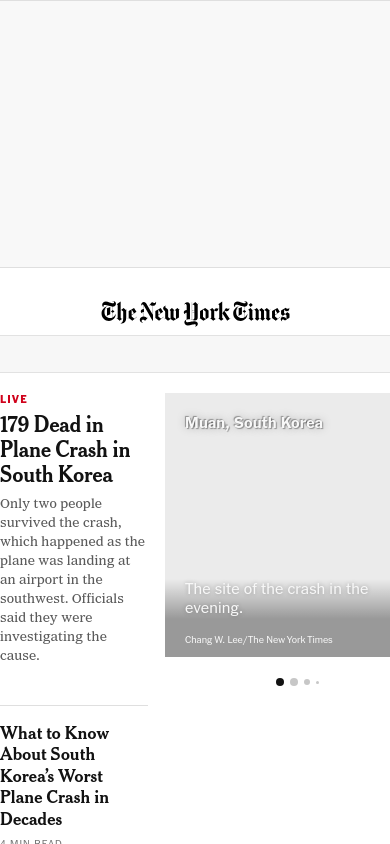 The New York Times
LIVE
179 Dead in
Plane Crash in
South Korea
Only two people
survived the crash,
which happened as the
plane was landing at
an airport in the
southwest. Officials
said they were
investigating the
cause.
Muan, South Korea
The site of the crash in the
evening.
Chang W. Lee/The New York Times
What to Know
About South
Korea’s Worst
Plane Crash in
Decades
4 MIN READ